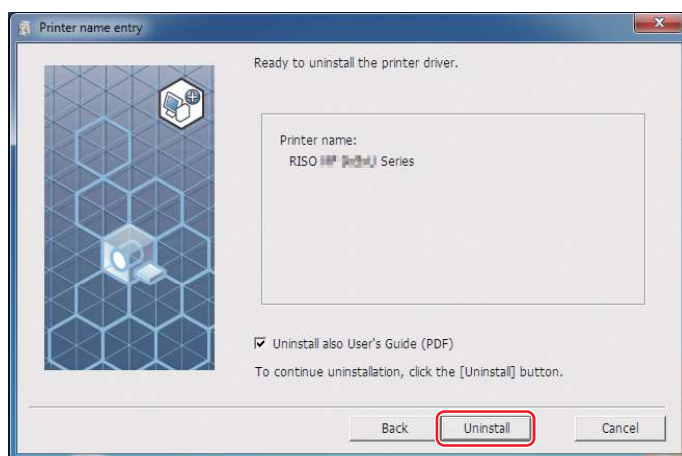 Printer name entry
Ready to uninstall the printer driver.
Printer name:
RISO Series
Uninstall also User's Guide (PDF)
To continue uninstallation, click the [Uninstall] button.
Back
Uninstall
Cancel